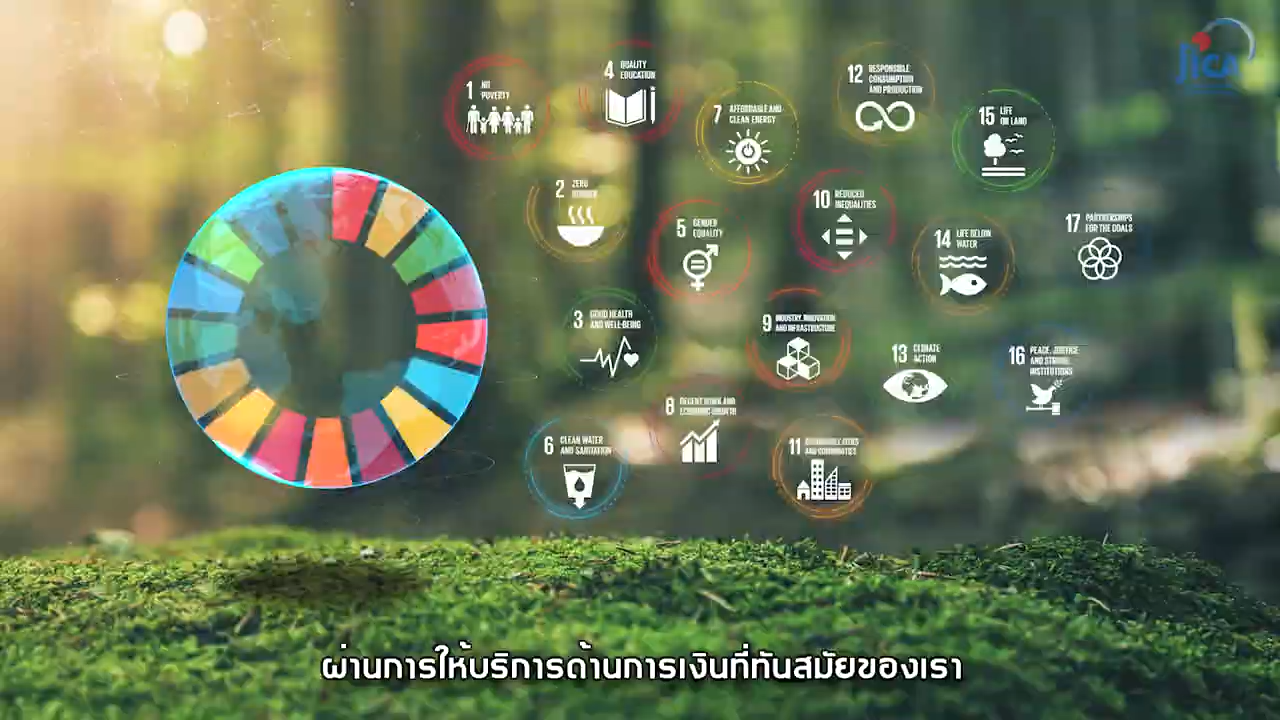 JICA
1 NO
POVERTY
4 QUALITY
EDUCATION
7 AFFORDABLE AND
CLEAN ENERGY
12 RESPONSIBLE
CONSUMPTION
AND PRODUCTION
15 LIFE
ON LAND
2 ZERO
HUNGER
5 GENDER
EQUALITY
10 REDUCED
INEQUALITIES
14 LIFE BELOW
WATER
17 PARTNERSHIPS
FOR THE GOALS
3 GOOD HEALTH
AND WELL-BEING
9 INDUSTRY, INNOVATION
AND INFRASTRUCTURE
13 CLIMATE
ACTION
16 PEACE, JUSTICE
AND STRONG
INSTITUTIONS
8 DECENT WORK AND
ECONOMIC GROWTH
6 CLEAN WATER
AND SANITATION
11 SUSTAINABLE CITIES
AND COMMUNITIES
ผ่านการให้บริการด้านการเงินที่ทันสมัยของเรา